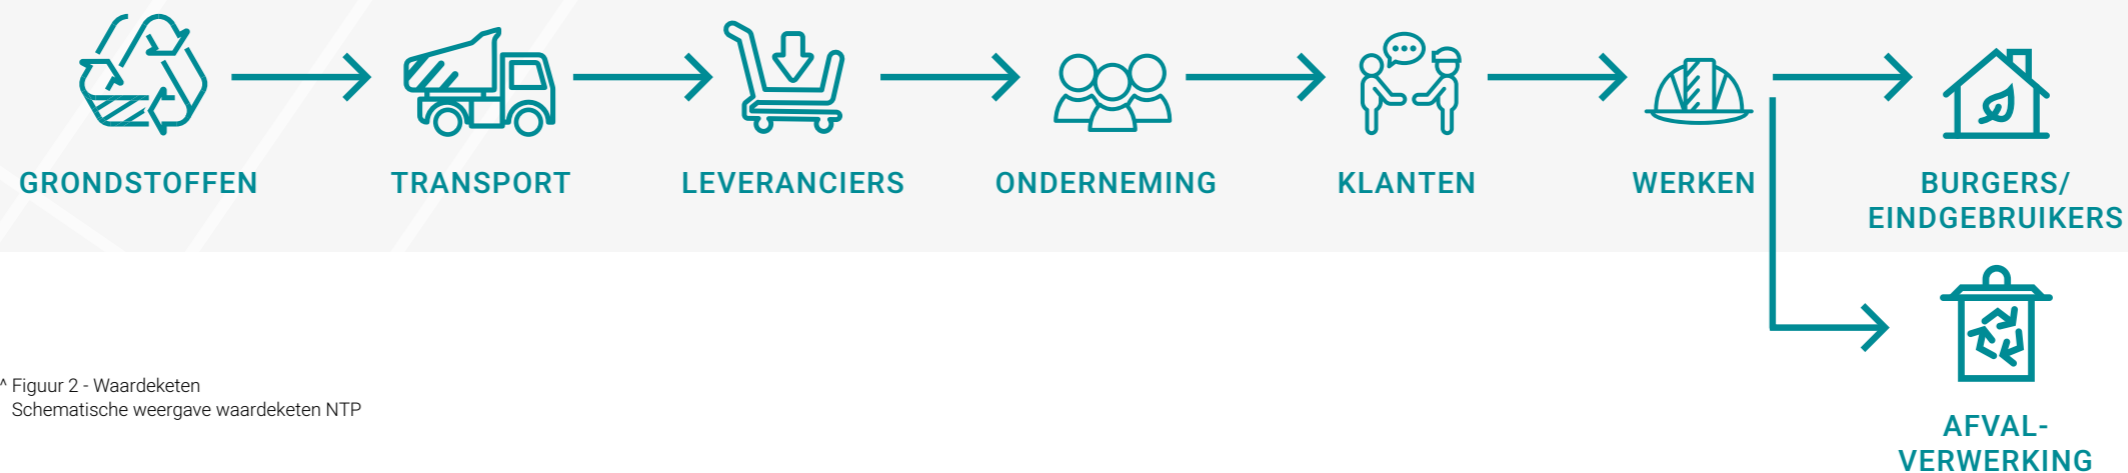 GRONDSTOFFEN
TRANSPORT
LEVERANCIERS
ONDERNEMING
KLANTEN
WERKEN
BURGERS/
EINDGEBRUIKERS
AFVAL-
VERWERKING
^ Figuur 2 - Waardeketen
Schematische weergave waardeketen NTP